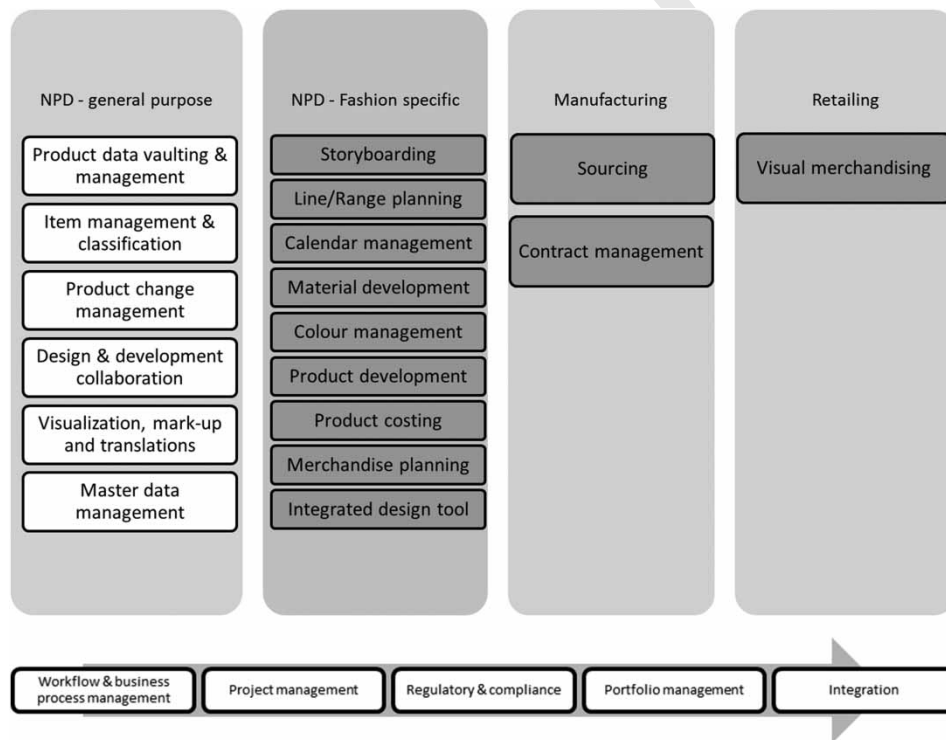 NPD - general purpose
Product data vaulting &
management
Item management &
classification
Product change
management
Design & development
collaboration
Visualization, mark-up
and translations
Master data
management
NPD - Fashion specific
Storyboarding
Line/Range planning
Calendar management
Material development
Colour management
Product development
Product costing
Merchandise planning
Integrated design tool
Manufacturing
Sourcing
Contract management
Retailing
Visual merchandising
Workflow & business
process management
Project management
Regulatory & compliance
Portfolio management
Integration